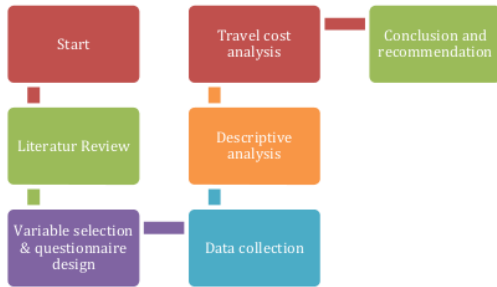 Start
Literatur Review
Variable selection
& questionnaire
design
Data collection
Descriptive
analysis
Travel cost
analysis
Conclusion and
recommendation